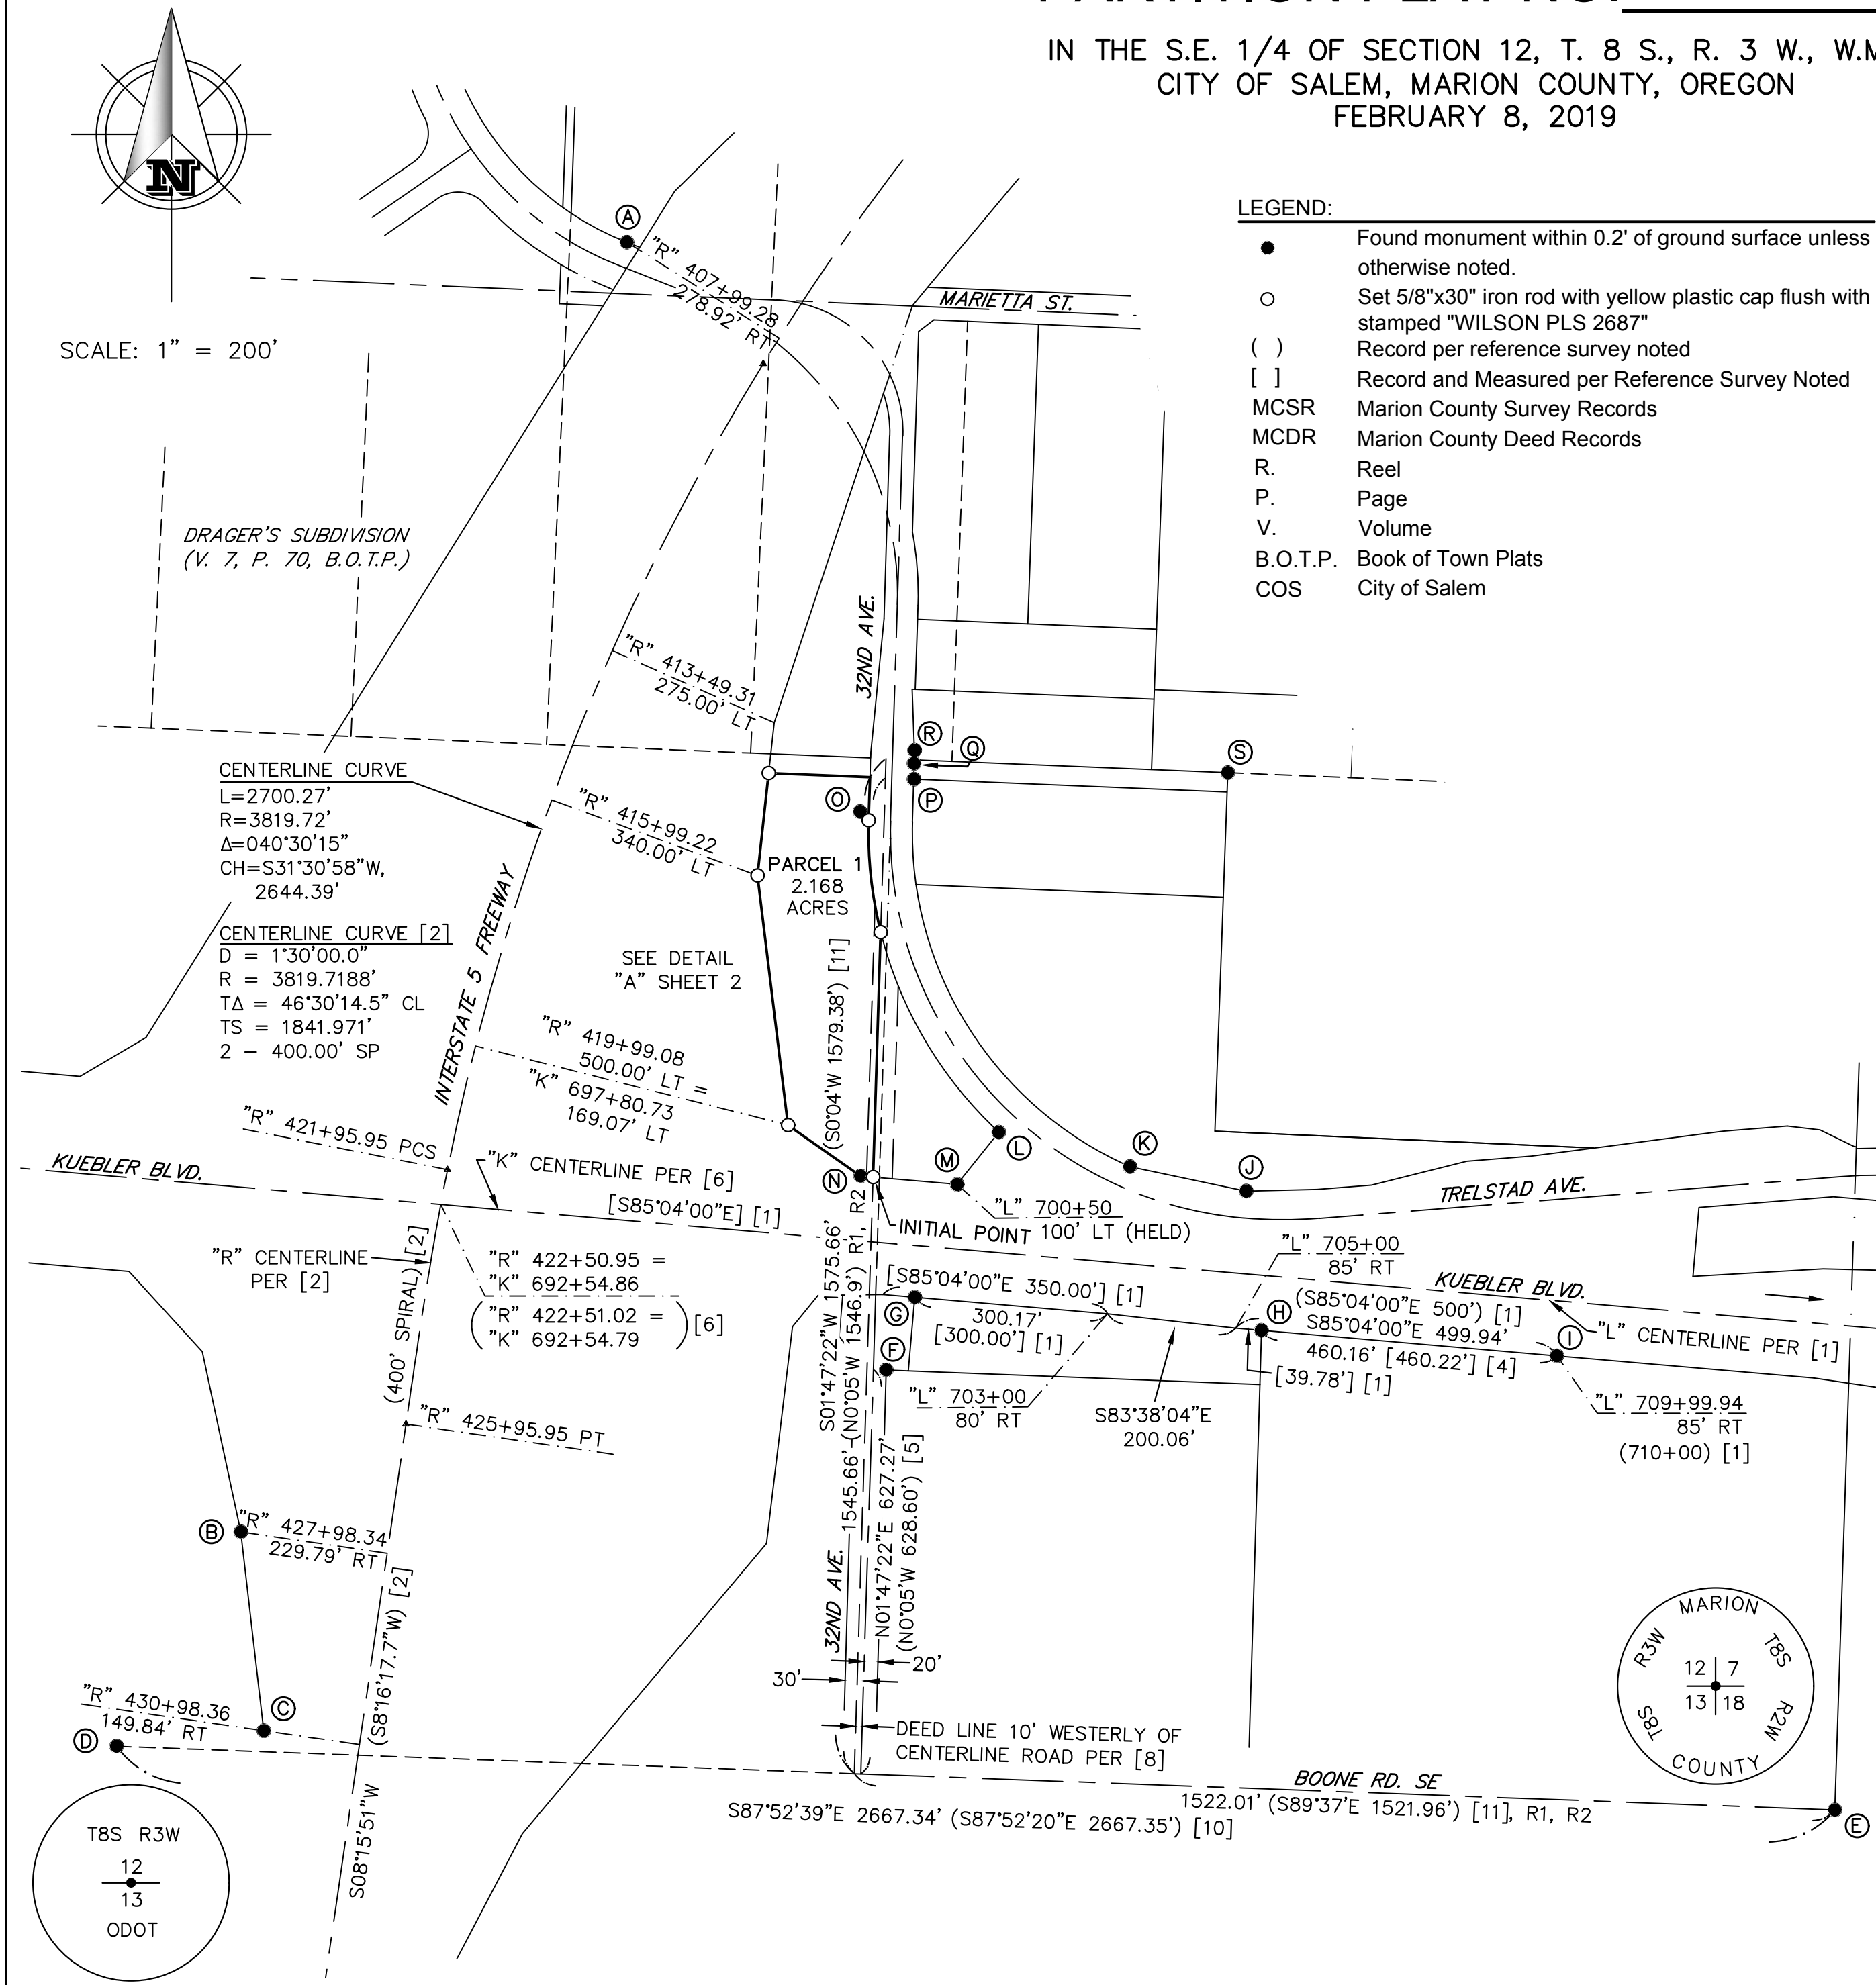 IN THE S.E. 1/4 OF SECTION 12, T. 8 S., R. 3 W., W.M
CITY OF SALEM, MARION COUNTY, OREGON
FEBRUARY 8, 2019
N
SCALE: 1" = 200'
LEGEND:
Found monument within 0.2' of ground surface unless
otherwise noted.
Set 5/8"x30" iron rod with yellow plastic cap flush with
stamped "WILSON PLS 2687"
( ) Record per reference survey noted
[ ] Record and Measured per Reference Survey Noted
MCSR Marion County Survey Records
MCDR Marion County Deed Records
R. Reel
P. Page
V. Volume
B.O.T.P. Book of Town Plats
COS City of Salem
A
"R" 407+99.28
278.92' RT
MARIETTA ST.
DRAGER'S SUBDIVISION
(V. 7, P. 70, B.O.T.P.)
32ND AVE.
"R" 413+49.31
275.00' LT
R
Q
S
P
O
CENTERLINE CURVE
L=2700.27'
R=3819.72'
Δ=040°30'15"
CH=S31°30'58"W,
2644.39'
"R" 415+99.22
340.00' LT
PARCEL 1
2.168
ACRES
CENTERLINE CURVE [2]
D = 1°30'00.0"
R = 3819.7188'
TΔ = 46°30'14.5" CL
TS = 1841.971'
2 – 400.00' SP
INTERSTATE 5 FREEWAY
SEE DETAIL
"A" SHEET 2
(S0°04'W 1579.38') [11]
"R" 419+99.08
500.00' LT =
"K" 697+80.73
169.07' LT
"R" 421+95.95 PCS
KUEBLER BLVD.
"K" CENTERLINE PER [6]
[S85°04'00"E] [1]
N
M
L
K
J
TRELSTAD AVE.
"L" 700+50
100' LT (HELD)
INITIAL POINT
"R" CENTERLINE
PER [2]
(400' SPIRAL) [2]
"R" 422+50.95 =
"K" 692+54.86
("R" 422+51.02 =
"K" 692+54.79) [6]
"L" 705+00
85' RT
KUEBLER BLVD.
[S85°04'00"E 350.00'] [1]
G
300.17'
[300.00'] [1]
H
(S85°04'00"E 500') [1]
S85°04'00"E 499.94'
460.16' [460.22'] [4]
[39.78'] [1]
I
"L" CENTERLINE PER [1]
F
"L" 703+00
80' RT
S83°38'04"E
200.06'
"L" 709+99.94
85' RT
(710+00) [1]
"R" 425+95.95 PT
S01°47'22"W 1575.66'
1545.66' (N0°05'W 1546.9') R1, R2
N01°47'22"E 627.27'
(N0°05'W 628.60') [5]
B
"R" 427+98.34
229.79' RT
(S8°16'17.7"W) [2]
32ND AVE.
20'
30'
"R" 430+98.36
149.84' RT
C
D
DEED LINE 10' WESTERLY OF
CENTERLINE ROAD PER [8]
BOONE RD. SE
1522.01' (S89°37'E 1521.96') [11], R1, R2
S87°52'39"E 2667.34' (S87°52'20"E 2667.35') [10]
E
S08°15'51"W
T8S R3W
12
13
ODOT
MARION
R3W T8S
12 7
13 18
T8S R2W
COUNTY